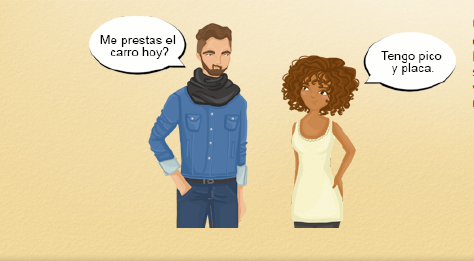 Me prestas el
carro hoy?
Tengo pico
y placa.